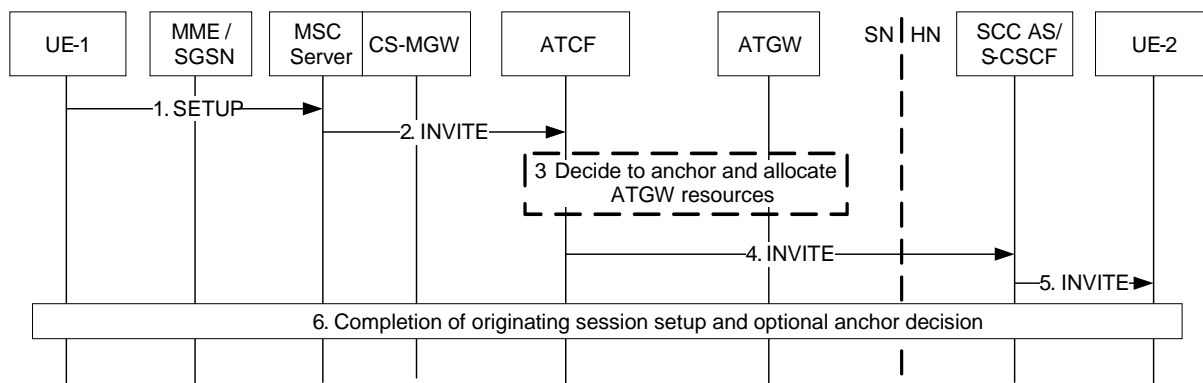 UE-1
MME /
SGSN
MSC
Server
CS-MGW
ATCF
ATGW
SN
HN
SCC AS/
S-CSCF
UE-2
1. SETUP
2. INVITE
3 Decide to anchor and allocate
ATGW resources
4. INVITE
5. INVITE
6. Completion of originating session setup and optional anchor decision